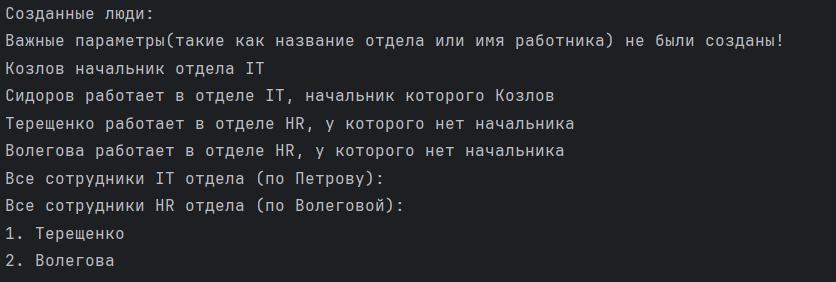 Созданные люди:
Важные параметры(такие как название отдела или имя работника) не были созданы!
Козлов начальник отдела IT
Сидоров работает в отделе IT, начальник которого Козлов
Терещенко работает в отделе HR, у которого нет начальника
Волегова работает в отделе HR, у которого нет начальника
Все сотрудники IT отдела (по Петрову):
Все сотрудники HR отдела (по Волеговой):
1. Терещенко
2. Волегова